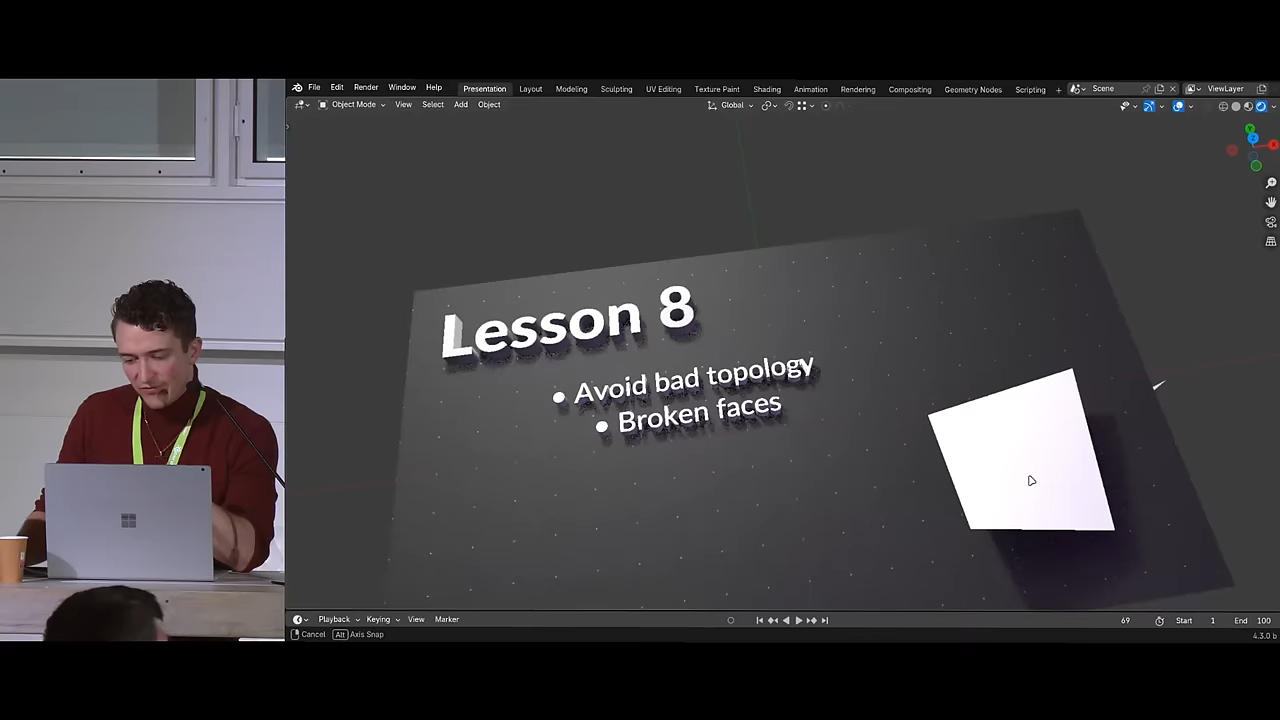 File Edit Render Window Help Presentation Layout Modeling Sculpting UV Editing Texture Paint Shading Animation Rendering Compositing Geometry Nodes Scripting + Scene ViewLayer
Object Mode View Select Add Object Global
Y
Z
X
Lesson 8
• Avoid bad topology
• Broken faces
Playback Keying View Marker 69 Start 1 End 100
Cancel Alt Axis Snap 4.3.0 b